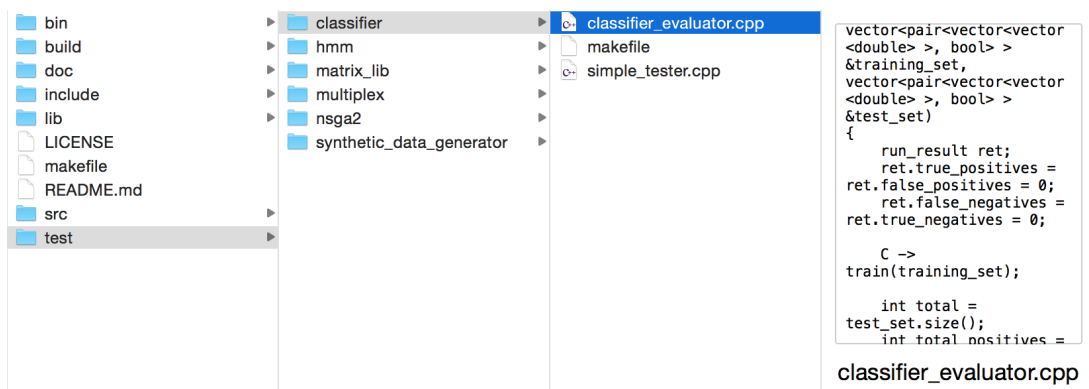 bin
build
doc
include
lib
LICENSE
makefile
README.md
src
test
classifier
hmm
matrix_lib
multiplex
nsga2
synthetic_data_generator
classifier_evaluator.cpp
makefile
simple_tester.cpp
vector<pair<vector<vector
<double> >, bool> >
&training_set,
vector<pair<vector<vector
<double> >, bool> >
&test_set)
{
    run_result ret;
    ret.true_positives =
ret.false_positives = 0;
    ret.false_negatives =
ret.true_negatives = 0;
    C ->
train(training_set);
    int total =
test_set.size();
    int total_positives =
classifier_evaluator.cpp